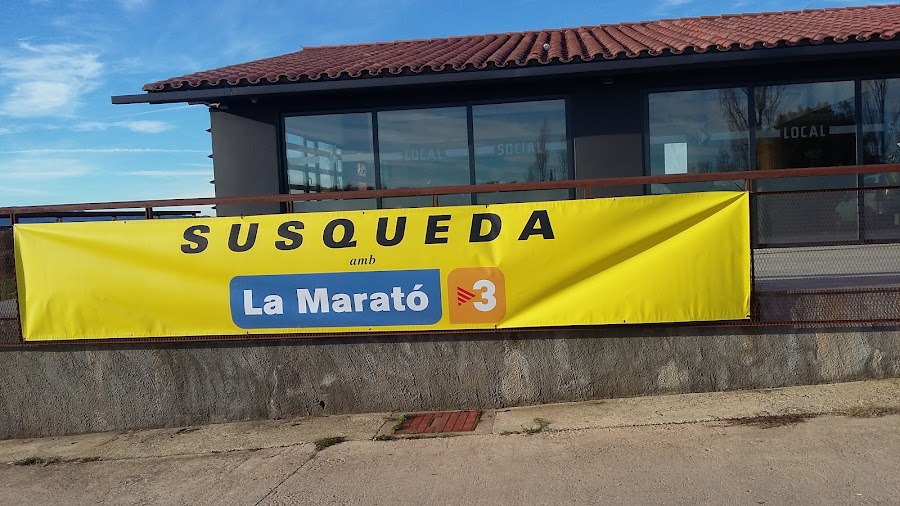 LOCAL SOCIAL
LOCAL
SUSQUEDA
amb
La Marató 3